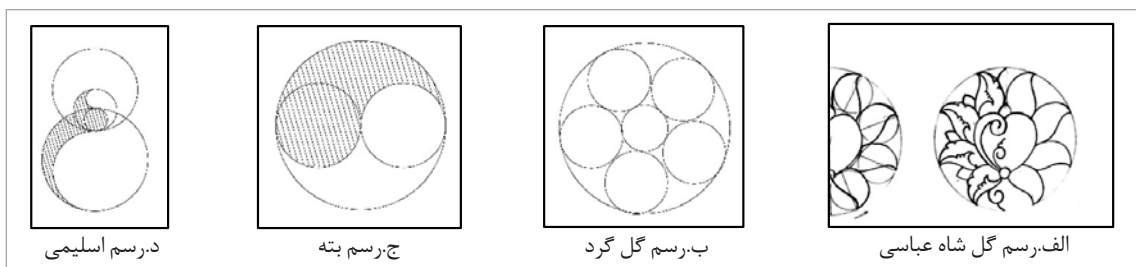 الف.رسم گل شاه عباسی
ب.رسم گل گرد
ج.رسم بته
د.رسم اسلیمی